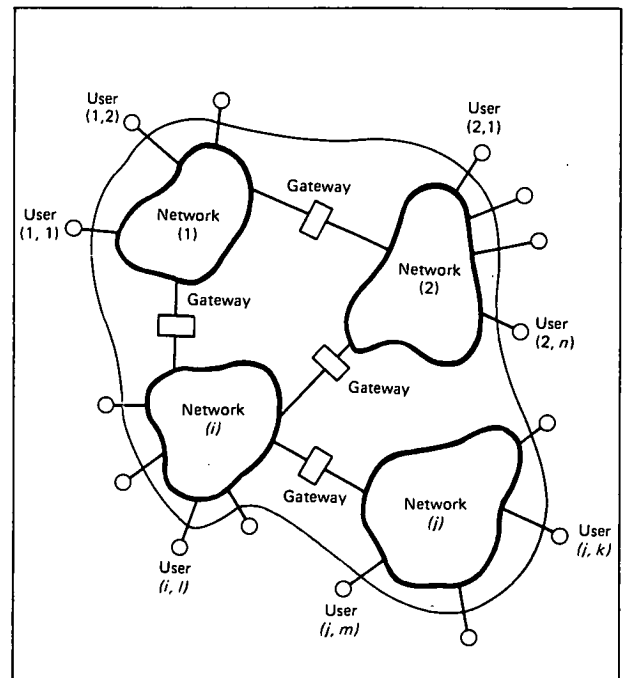 User
(1,2)
User
(2,1)
Gateway
User
(1, 1)
Network
(1)
Network
(2)
Gateway
User
(2, n)
Gateway
Network
(i)
Network
(j)
Gateway
User
(j, k)
User
(i, l)
User
(j, m)